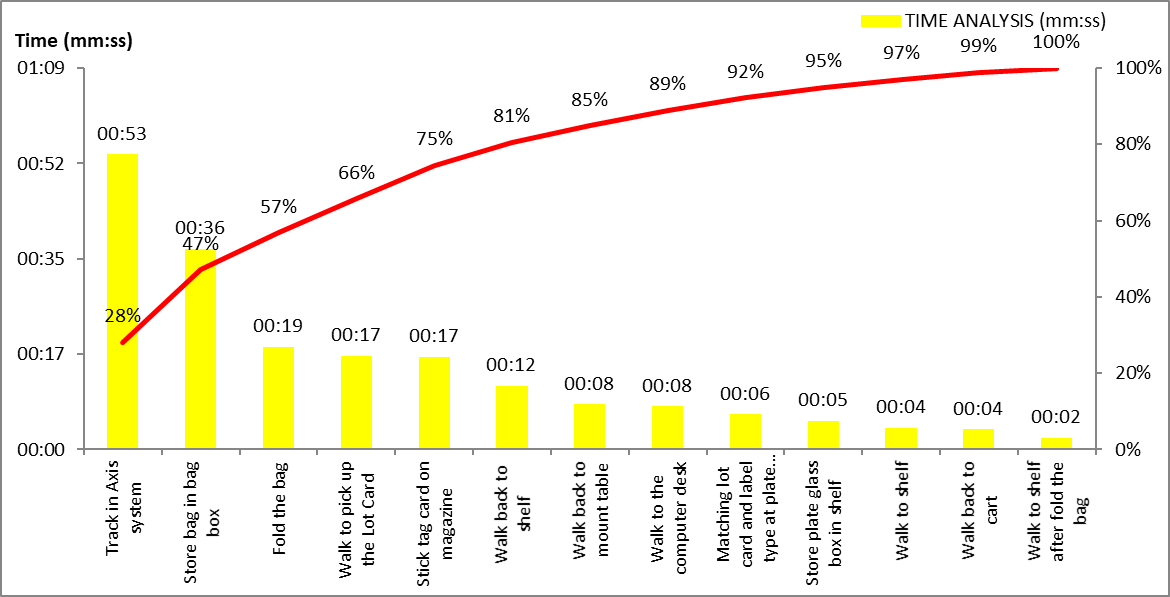 TIME ANALYSIS (mm:ss)
Time (mm:ss)
01:09
00:52
00:35
00:17
00:00
100%
80%
60%
40%
20%
0%
28%
47%
57%
66%
75%
81%
85%
89%
92%
95%
97%
99%
100%
00:53
00:36
00:19
00:17
00:17
00:12
00:08
00:08
00:06
00:05
00:04
00:04
00:02
Track in Axis
system
Store bag in bag
box
Fold the bag
Walk to pick up
the Lot Card
Stick tag card on
magazine
Walk back to
shelf
Walk back to
mount table
Walk to the
computer desk
Matching lot
card and label
type at plate...
Store plate glass
box in shelf
Walk to shelf
Walk back to
cart
Walk to shelf
after fold the
bag